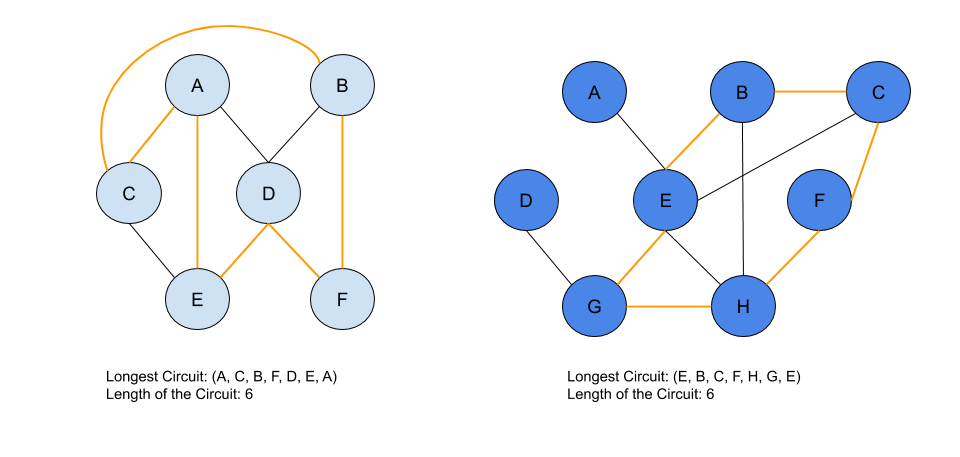 A
B
C
D
E
F
Longest Circuit: (A, C, B, F, D, E, A)
Length of the Circuit: 6
A
B
C
D
E
F
G
H
Longest Circuit: (E, B, C, F, H, G, E)
Length of the Circuit: 6